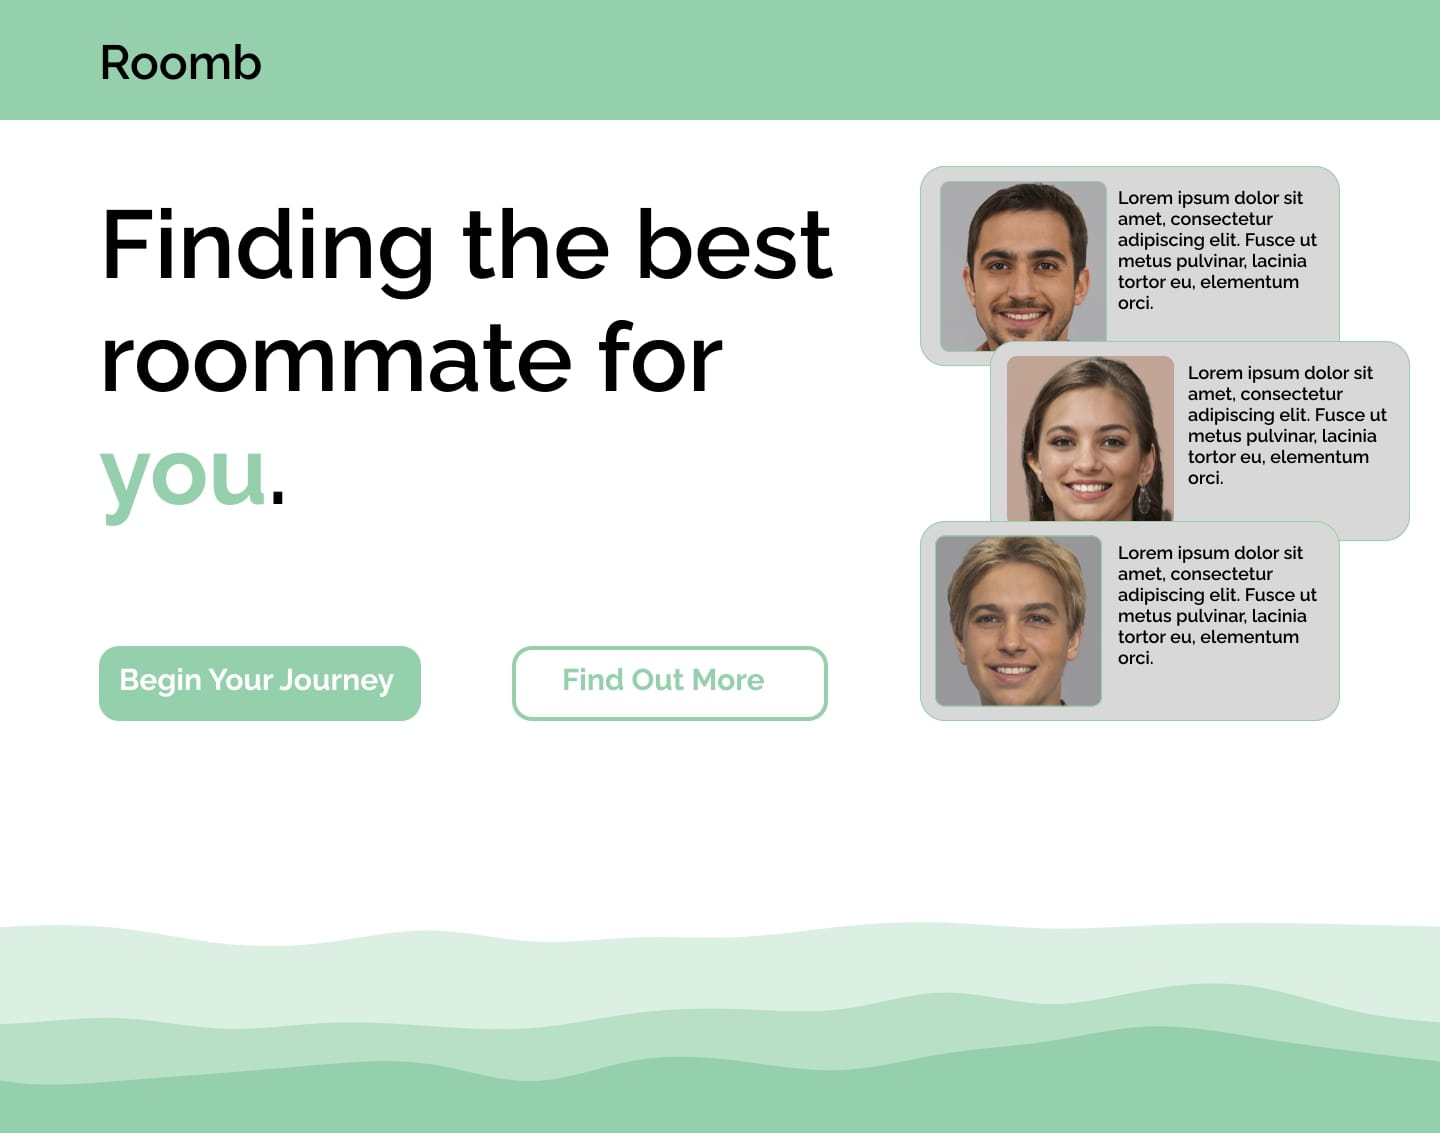 Roomb
Finding the best
roommate for
you.
Begin Your Journey
Find Out More
Lorem ipsum dolor sit
amet, consectetur
adipiscing elit. Fusce ut
metus pulvinar, lacinia
tortor eu, elementum
orci.
Lorem ipsum dolor sit
amet, consectetur
adipiscing elit. Fusce ut
metus pulvinar, lacinia
tortor eu, elementum
orci.
Lorem ipsum dolor sit
amet, consectetur
adipiscing elit. Fusce ut
metus pulvinar, lacinia
tortor eu, elementum
orci.